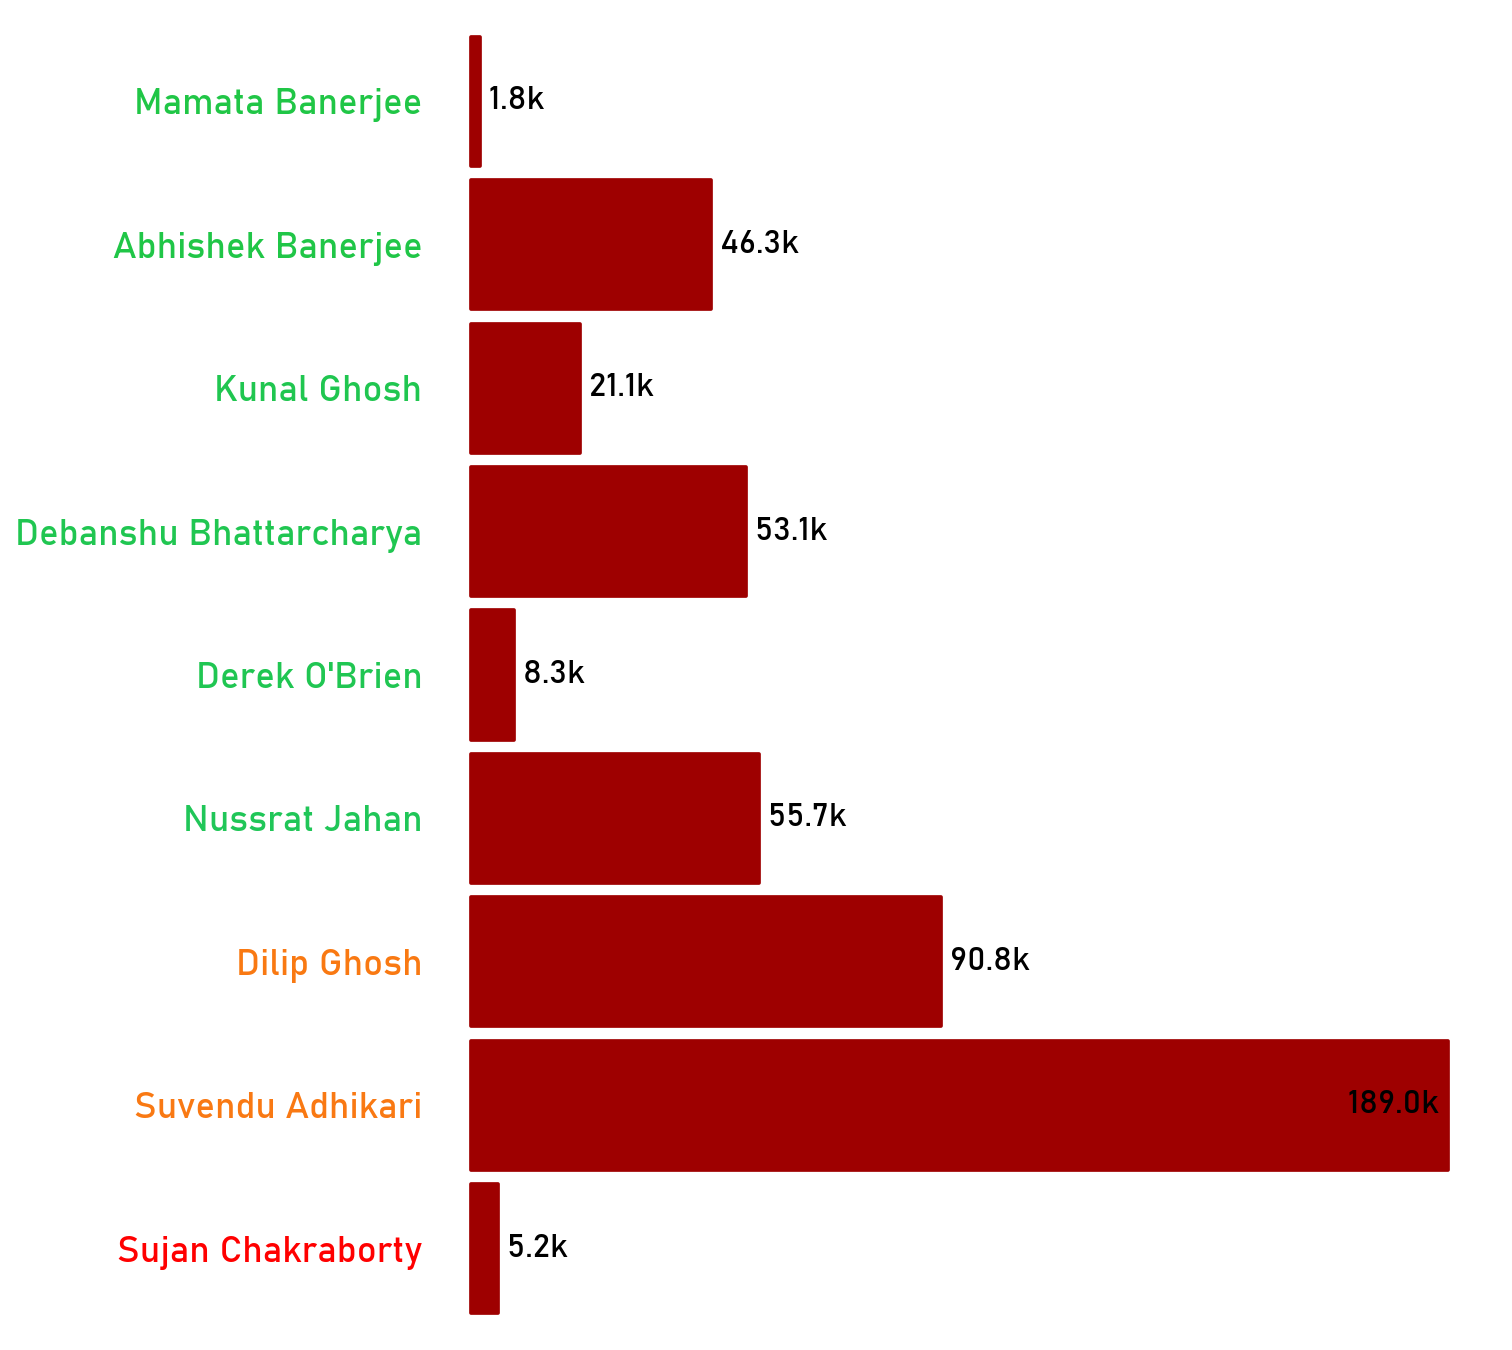 Mamata Banerjee 1.8k
Abhishek Banerjee 46.3k
Kunal Ghosh 21.1k
Debanshu Bhattarcharya 53.1k
Derek O'Brien 8.3k
Nussrat Jahan 55.7k
Dilip Ghosh 90.8k
Suvendu Adhikari 189.0k
Sujan Chakraborty 5.2k